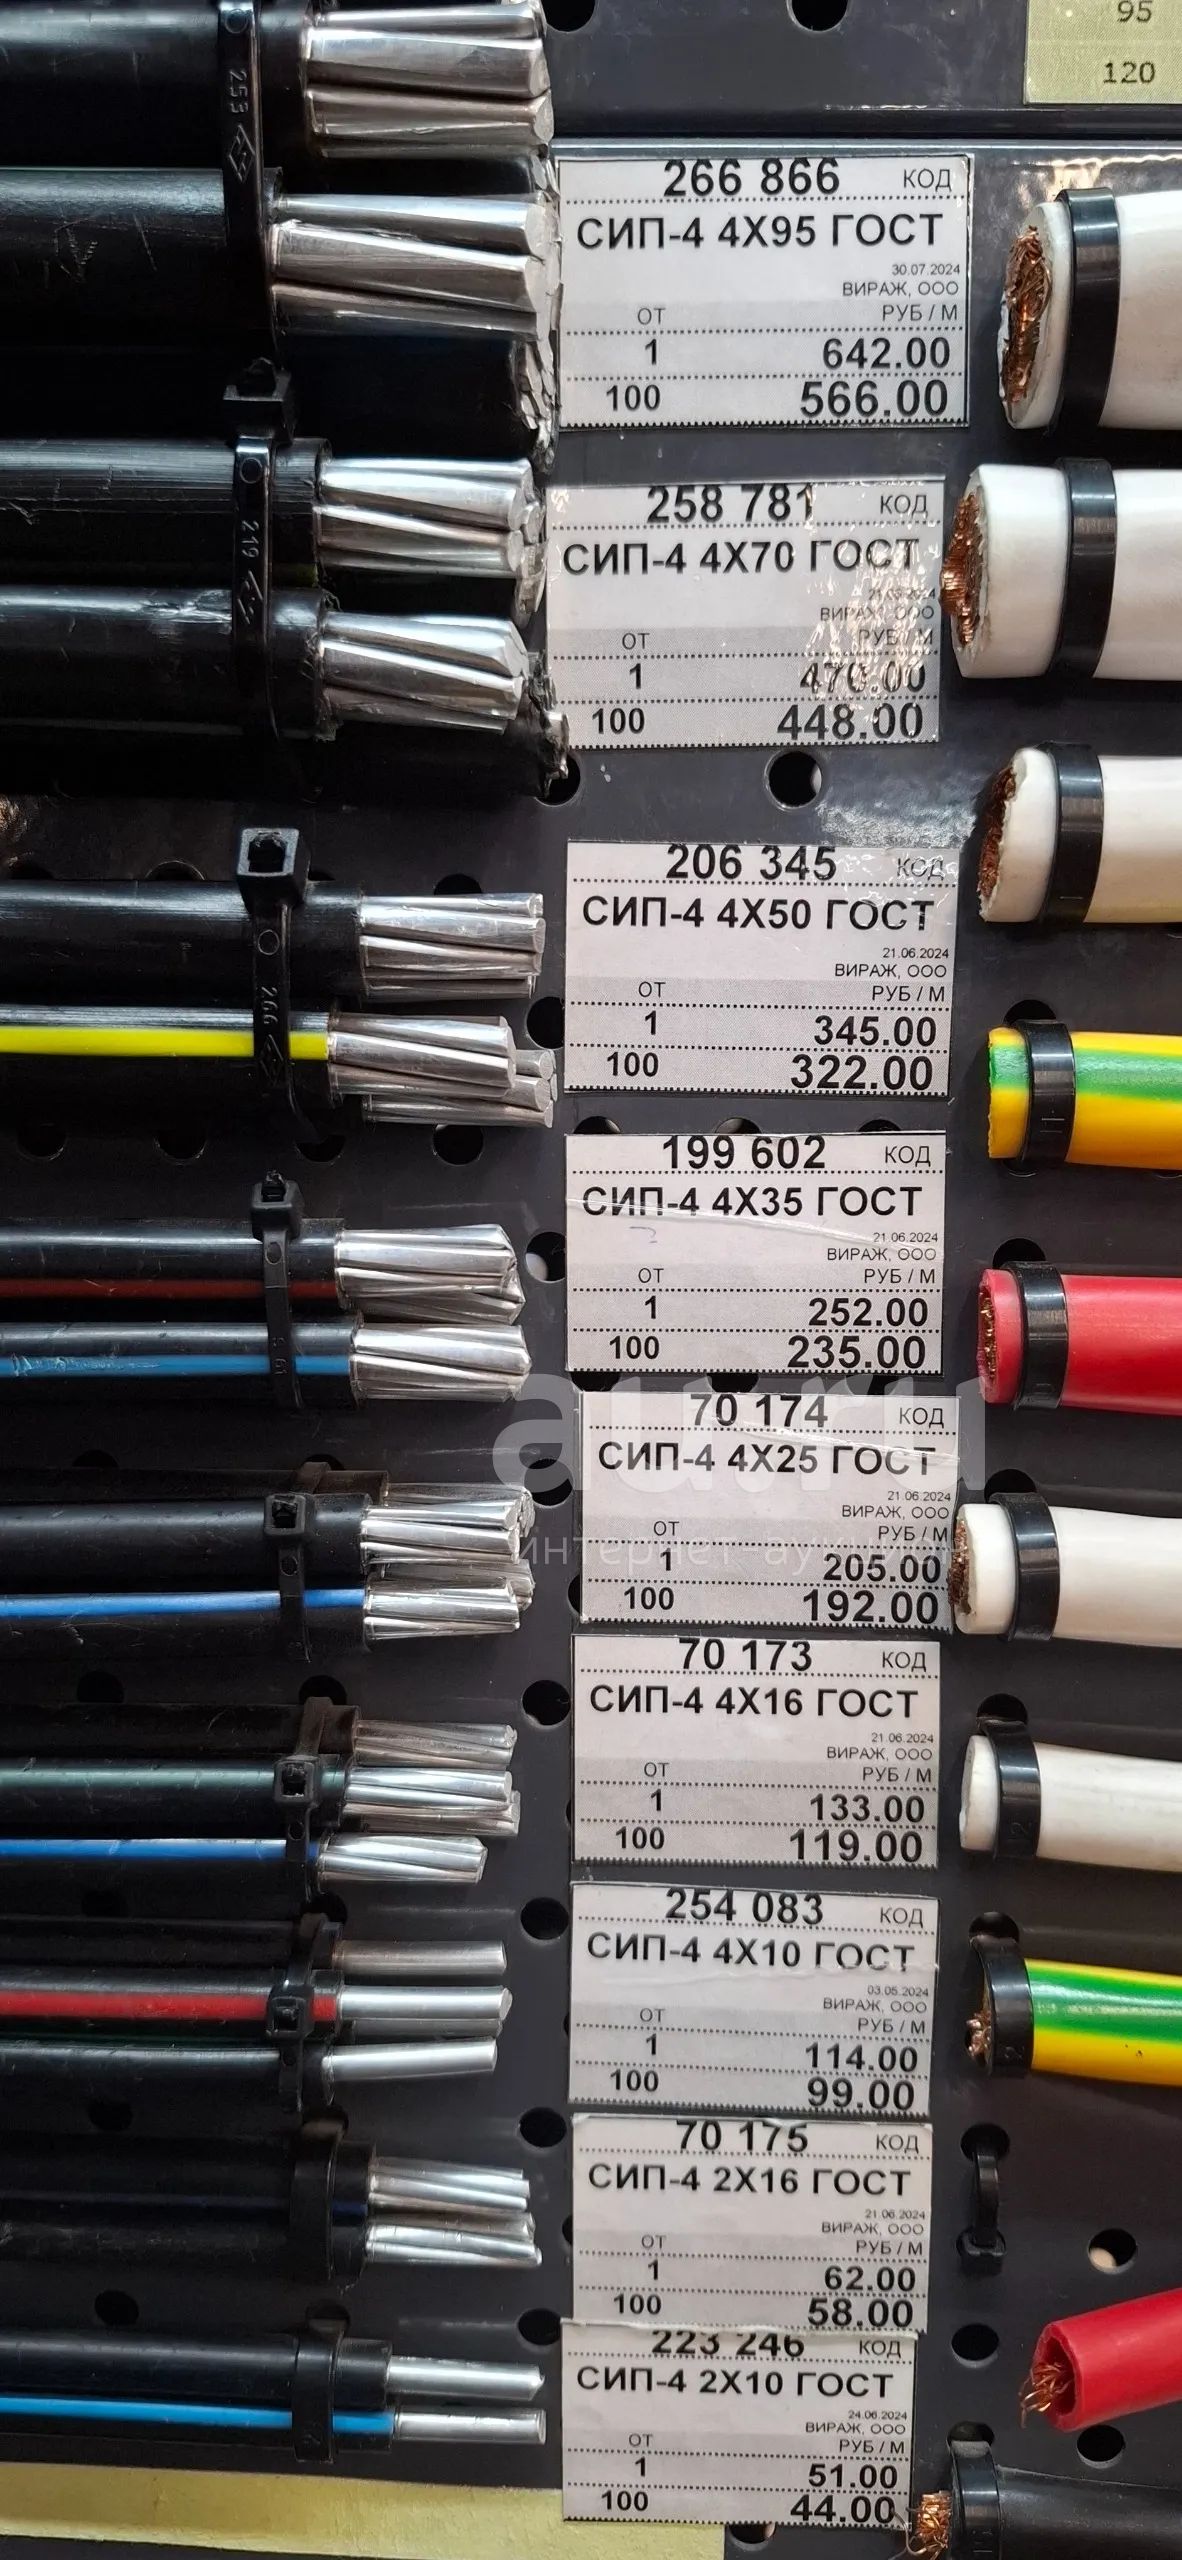 95
120
253
266 866 КОД
СИП-4 4Х95 ГОСТ
30.07.2024
ВИРАЖ, ООО
ОТ РУБ / М
1 642.00
100 566.00
219
258 781 КОД
СИП-4 4Х70 ГОСТ
ВИРАЖ, ООО
ОТ РУБ / М
1 470.00
100 448.00
206 345 КОД
СИП-4 4Х50 ГОСТ
21.06.2024
ВИРАЖ, ООО
ОТ РУБ / М
1 345.00
100 322.00
266
199 602 КОД
СИП-4 4Х35 ГОСТ
21.06.2024
ВИРАЖ, ООО
ОТ РУБ / М
1 252.00
100 235.00
au.ru
интернет-аукцион
70 174 КОД
СИП-4 4Х25 ГОСТ
21.06.2024
ВИРАЖ, ООО
ОТ РУБ / М
1 205.00
100 192.00
70 173 КОД
СИП-4 4Х16 ГОСТ
21.06.2024
ВИРАЖ, ООО
ОТ РУБ / М
1 133.00
100 119.00
254 083 КОД
СИП-4 4Х10 ГОСТ
03.05.2024
ВИРАЖ, ООО
ОТ РУБ / М
1 114.00
100 99.00
70 175 КОД
СИП-4 2Х16 ГОСТ
21.06.2024
ВИРАЖ, ООО
ОТ РУБ / М
1 62.00
100 58.00
223 246 КОД
СИП-4 2Х10 ГОСТ
24.06.2024
ВИРАЖ, ООО
ОТ РУБ / М
1 51.00
100 44.00